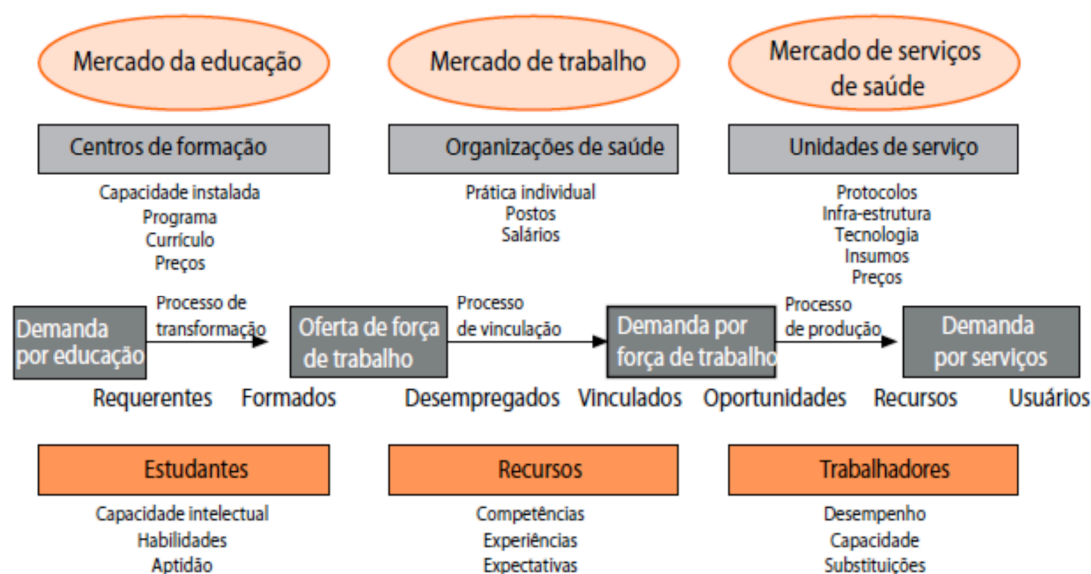 Mercado da educação
Mercado de trabalho
Mercado de serviços
de saúde
Centros de formação
Organizações de saúde
Unidades de serviço
Capacidade instalada
Programa
Currículo
Preços
Prática individual
Postos
Salários
Protocolos
Infra-estrutura
Tecnologia
Insumos
Preços
Demanda
por educação
Processo de
transformação
Oferta de força
de trabalho
Processo
de vinculação
Demanda por
força de trabalho
Processo
de produção
Demanda
por serviços
Requerentes
Formados
Desempregados
Vinculados
Oportunidades
Recursos
Usuários
Estudantes
Recursos
Trabalhadores
Capacidade intelectual
Habilidades
Aptidão
Competências
Experiências
Expectativas
Desempenho
Capacidade
Substituições